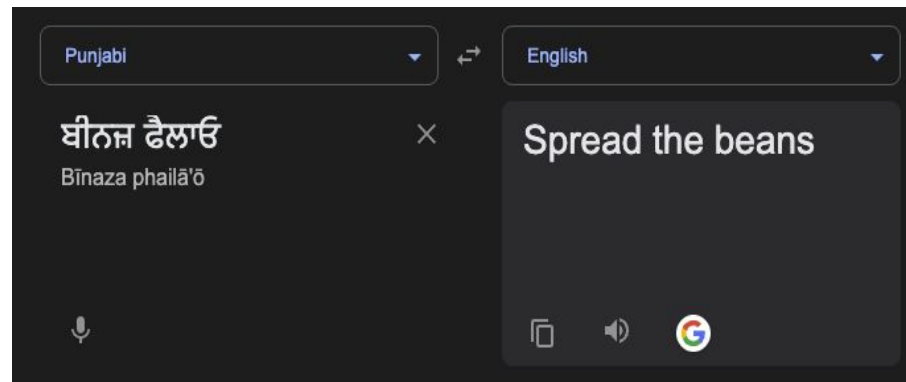 Punjabi
English
ਬੀਨਜ਼ ਫੈਲਾਓ
Bīnaza phailā'ō
Spread the beans
G